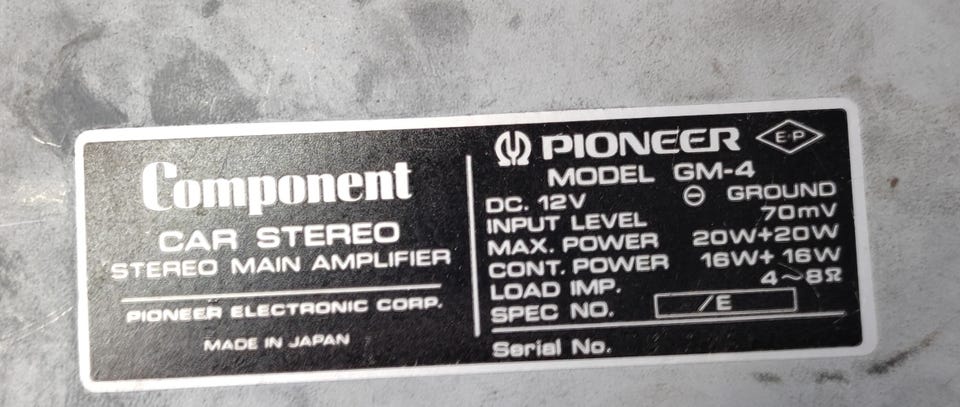 Component
CAR STEREO
STEREO MAIN AMPLIFIER
PIONEER ELECTRONIC CORP.
MADE IN JAPAN
PIONEER E·P
MODEL GM-4
DC. 12V ⊖ GROUND
INPUT LEVEL 70mV
MAX. POWER 20W+20W
CONT. POWER 16W+ 16W
LOAD IMP. 4~8Ω
SPEC NO. /E
Serial No.